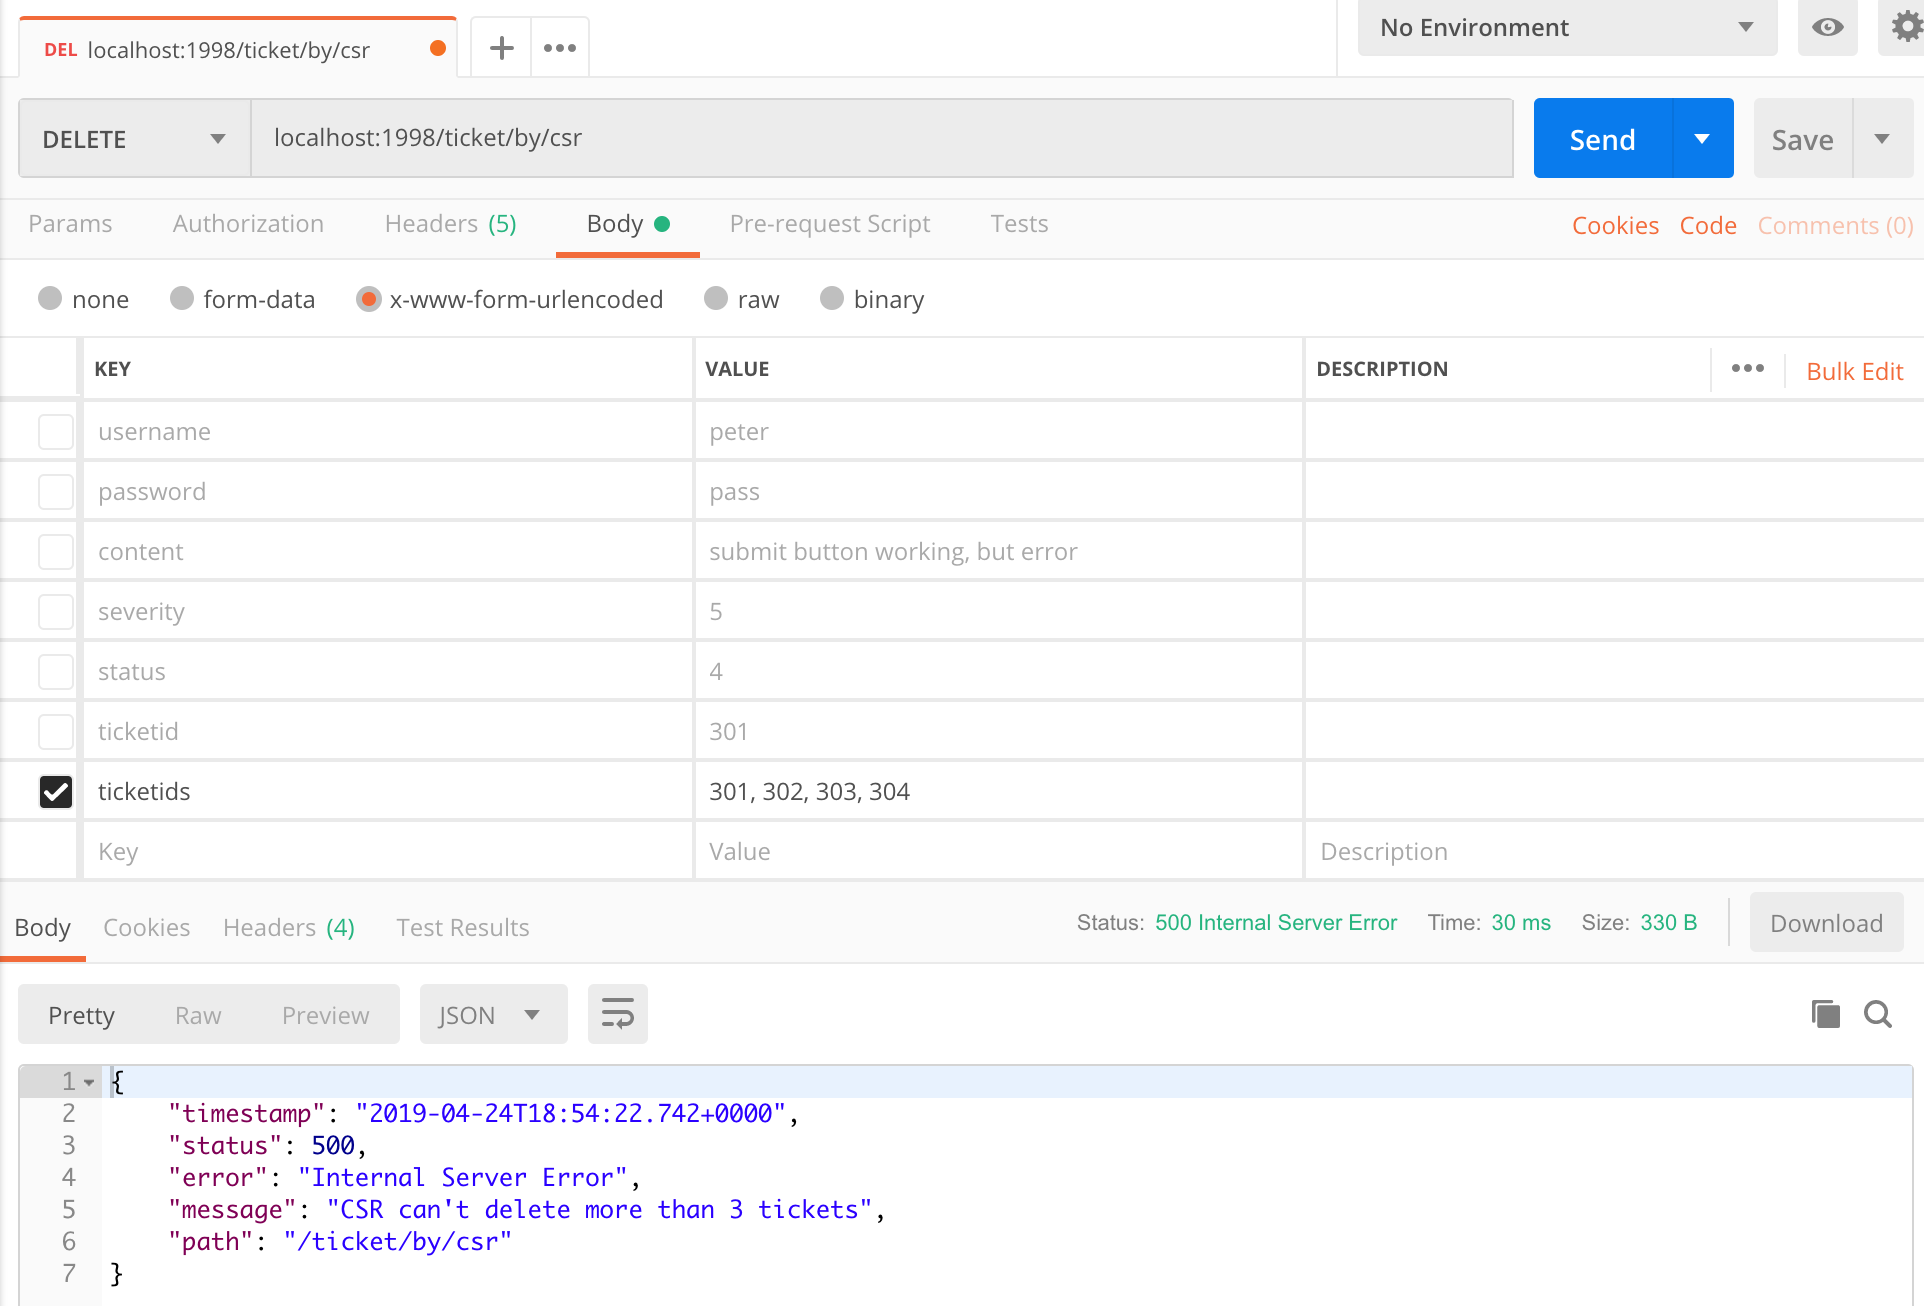 DEL localhost:1998/ticket/by/csr
No Environment
DELETE localhost:1998/ticket/by/csr Send Save
Params Authorization Headers (5) Body Pre-request Script Tests Cookies Code Comments (0)
none form-data x-www-form-urlencoded raw binary
KEY VALUE DESCRIPTION Bulk Edit
username peter
password pass
content submit button working, but error
severity 5
status 4
ticketid 301
ticketids 301, 302, 303, 304
Key Value Description
Body Cookies Headers (4) Test Results Status: 500 Internal Server Error Time: 30 ms Size: 330 B Download
Pretty Raw Preview JSON
1 {
2 "timestamp": "2019-04-24T18:54:22.742+0000",
3 "status": 500,
4 "error": "Internal Server Error",
5 "message": "CSR can't delete more than 3 tickets",
6 "path": "/ticket/by/csr"
7 }